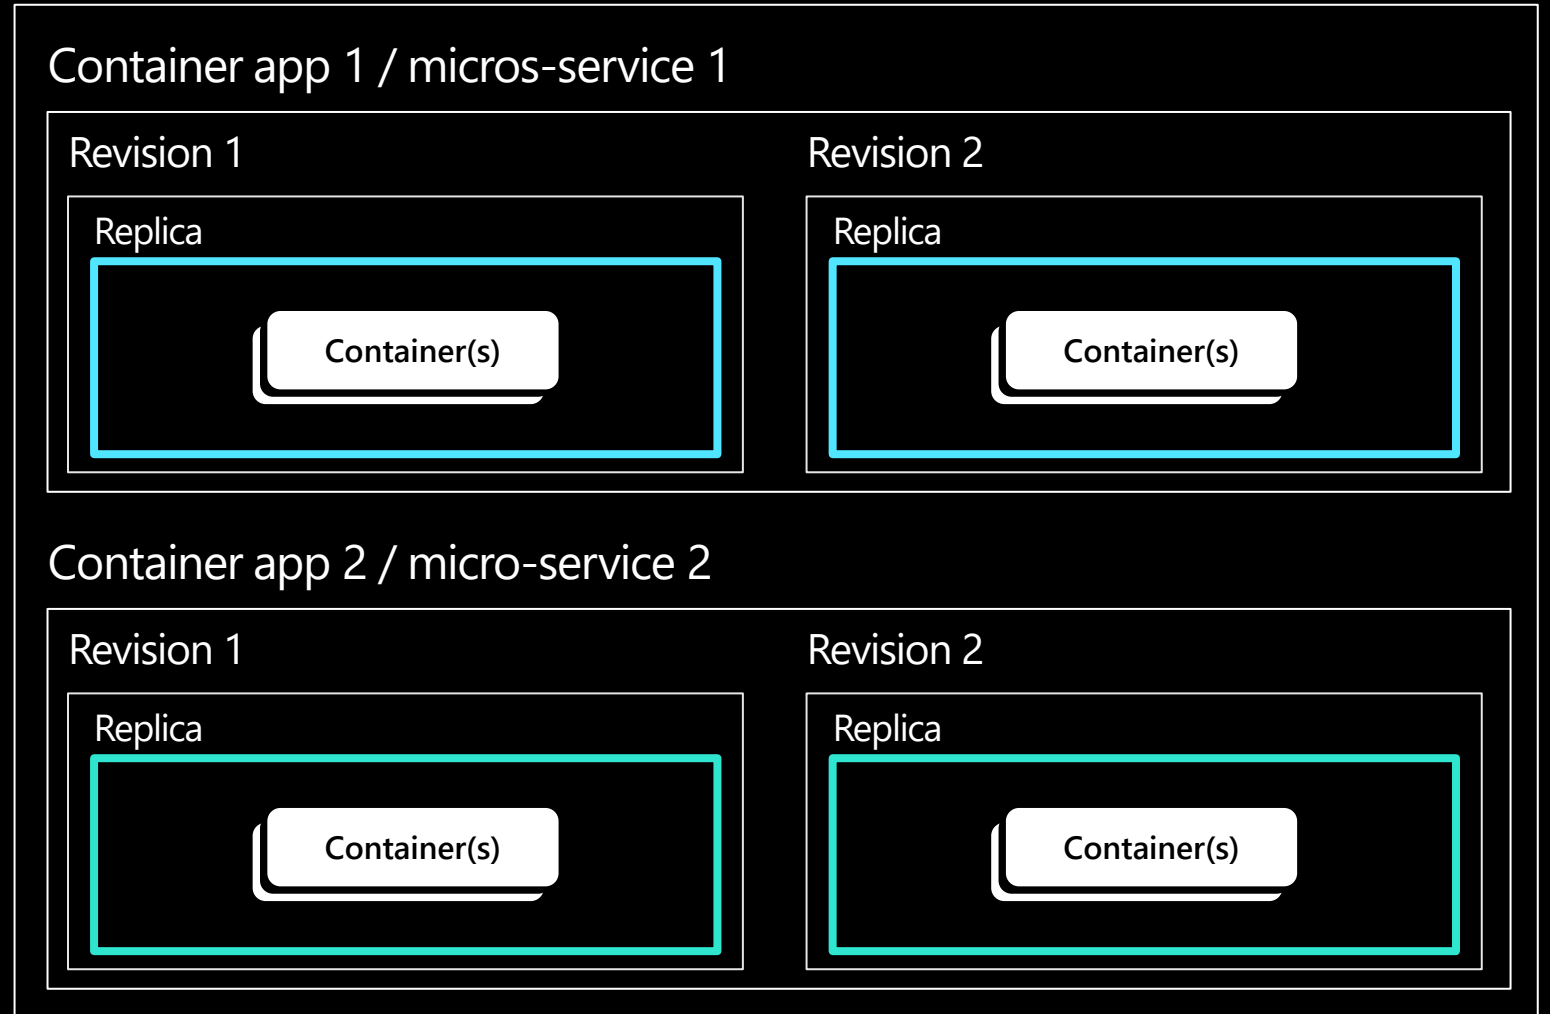 Container app 1 / micros-service 1
Revision 1
Revision 2
Replica
Replica
Container(s)
Container(s)
Container app 2 / micro-service 2
Revision 1
Revision 2
Replica
Replica
Container(s)
Container(s)